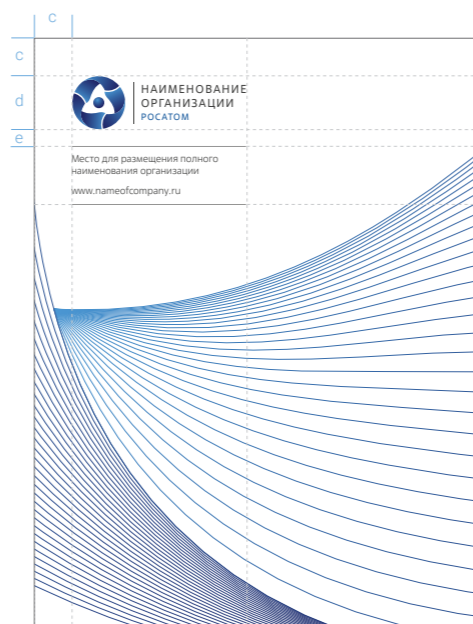 c
c
d
e
НАИМЕНОВАНИЕ
ОРГАНИЗАЦИИ
РОСАТОМ
Место для размещения полного
наименования организации
www.nameofcompany.ru